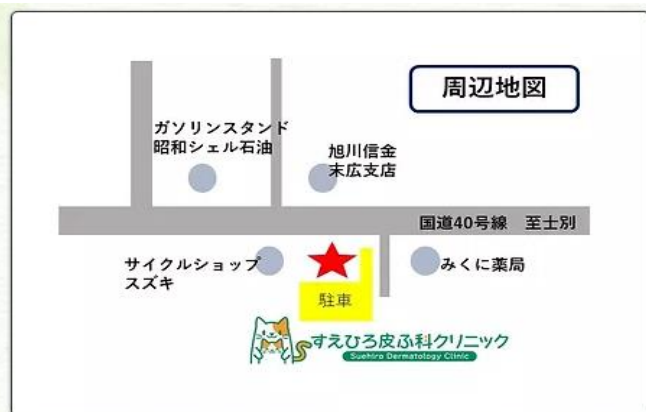 周辺地図
ガソリンスタンド
昭和シェル石油
旭川信金
末広支店
国道40号線　至士別
サイクルショップ
スズキ
みくに薬局
駐車
すえひろ皮ふ科クリニック
Suehiro Dermatology Clinic